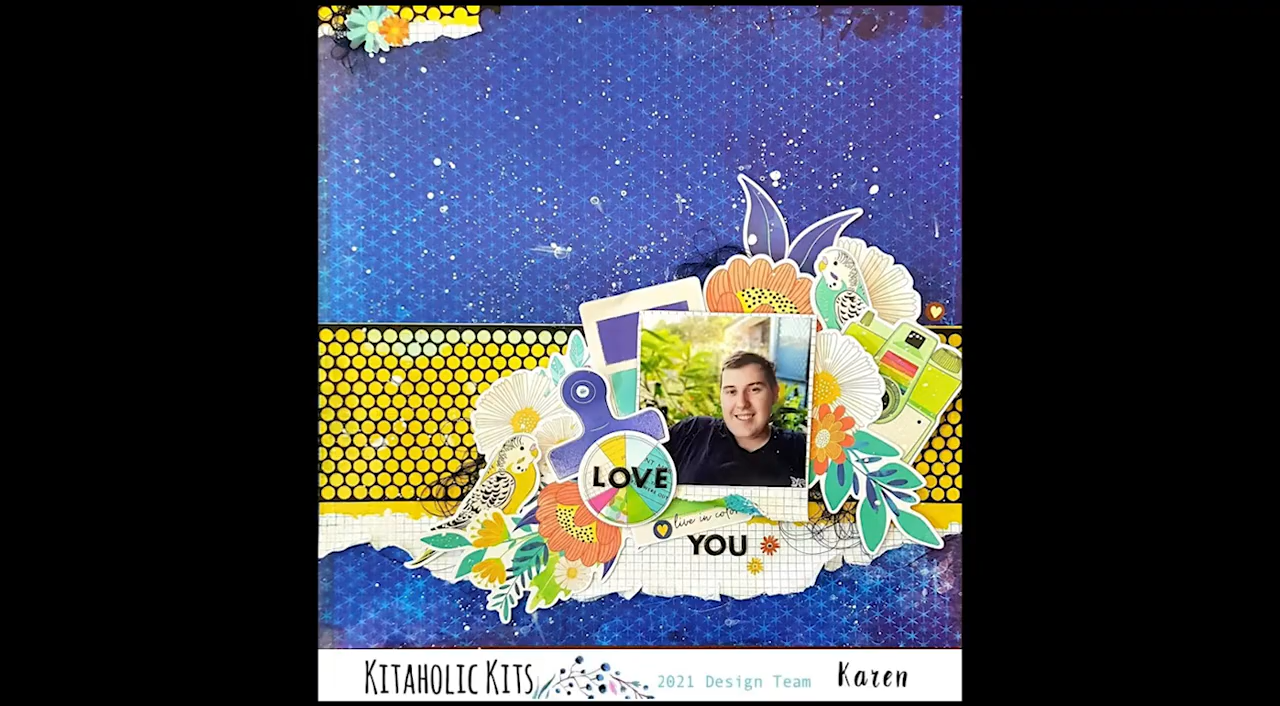 LOVE
live in color
YOU
KITAHOLIC KITS
2021 Design Team
Karen